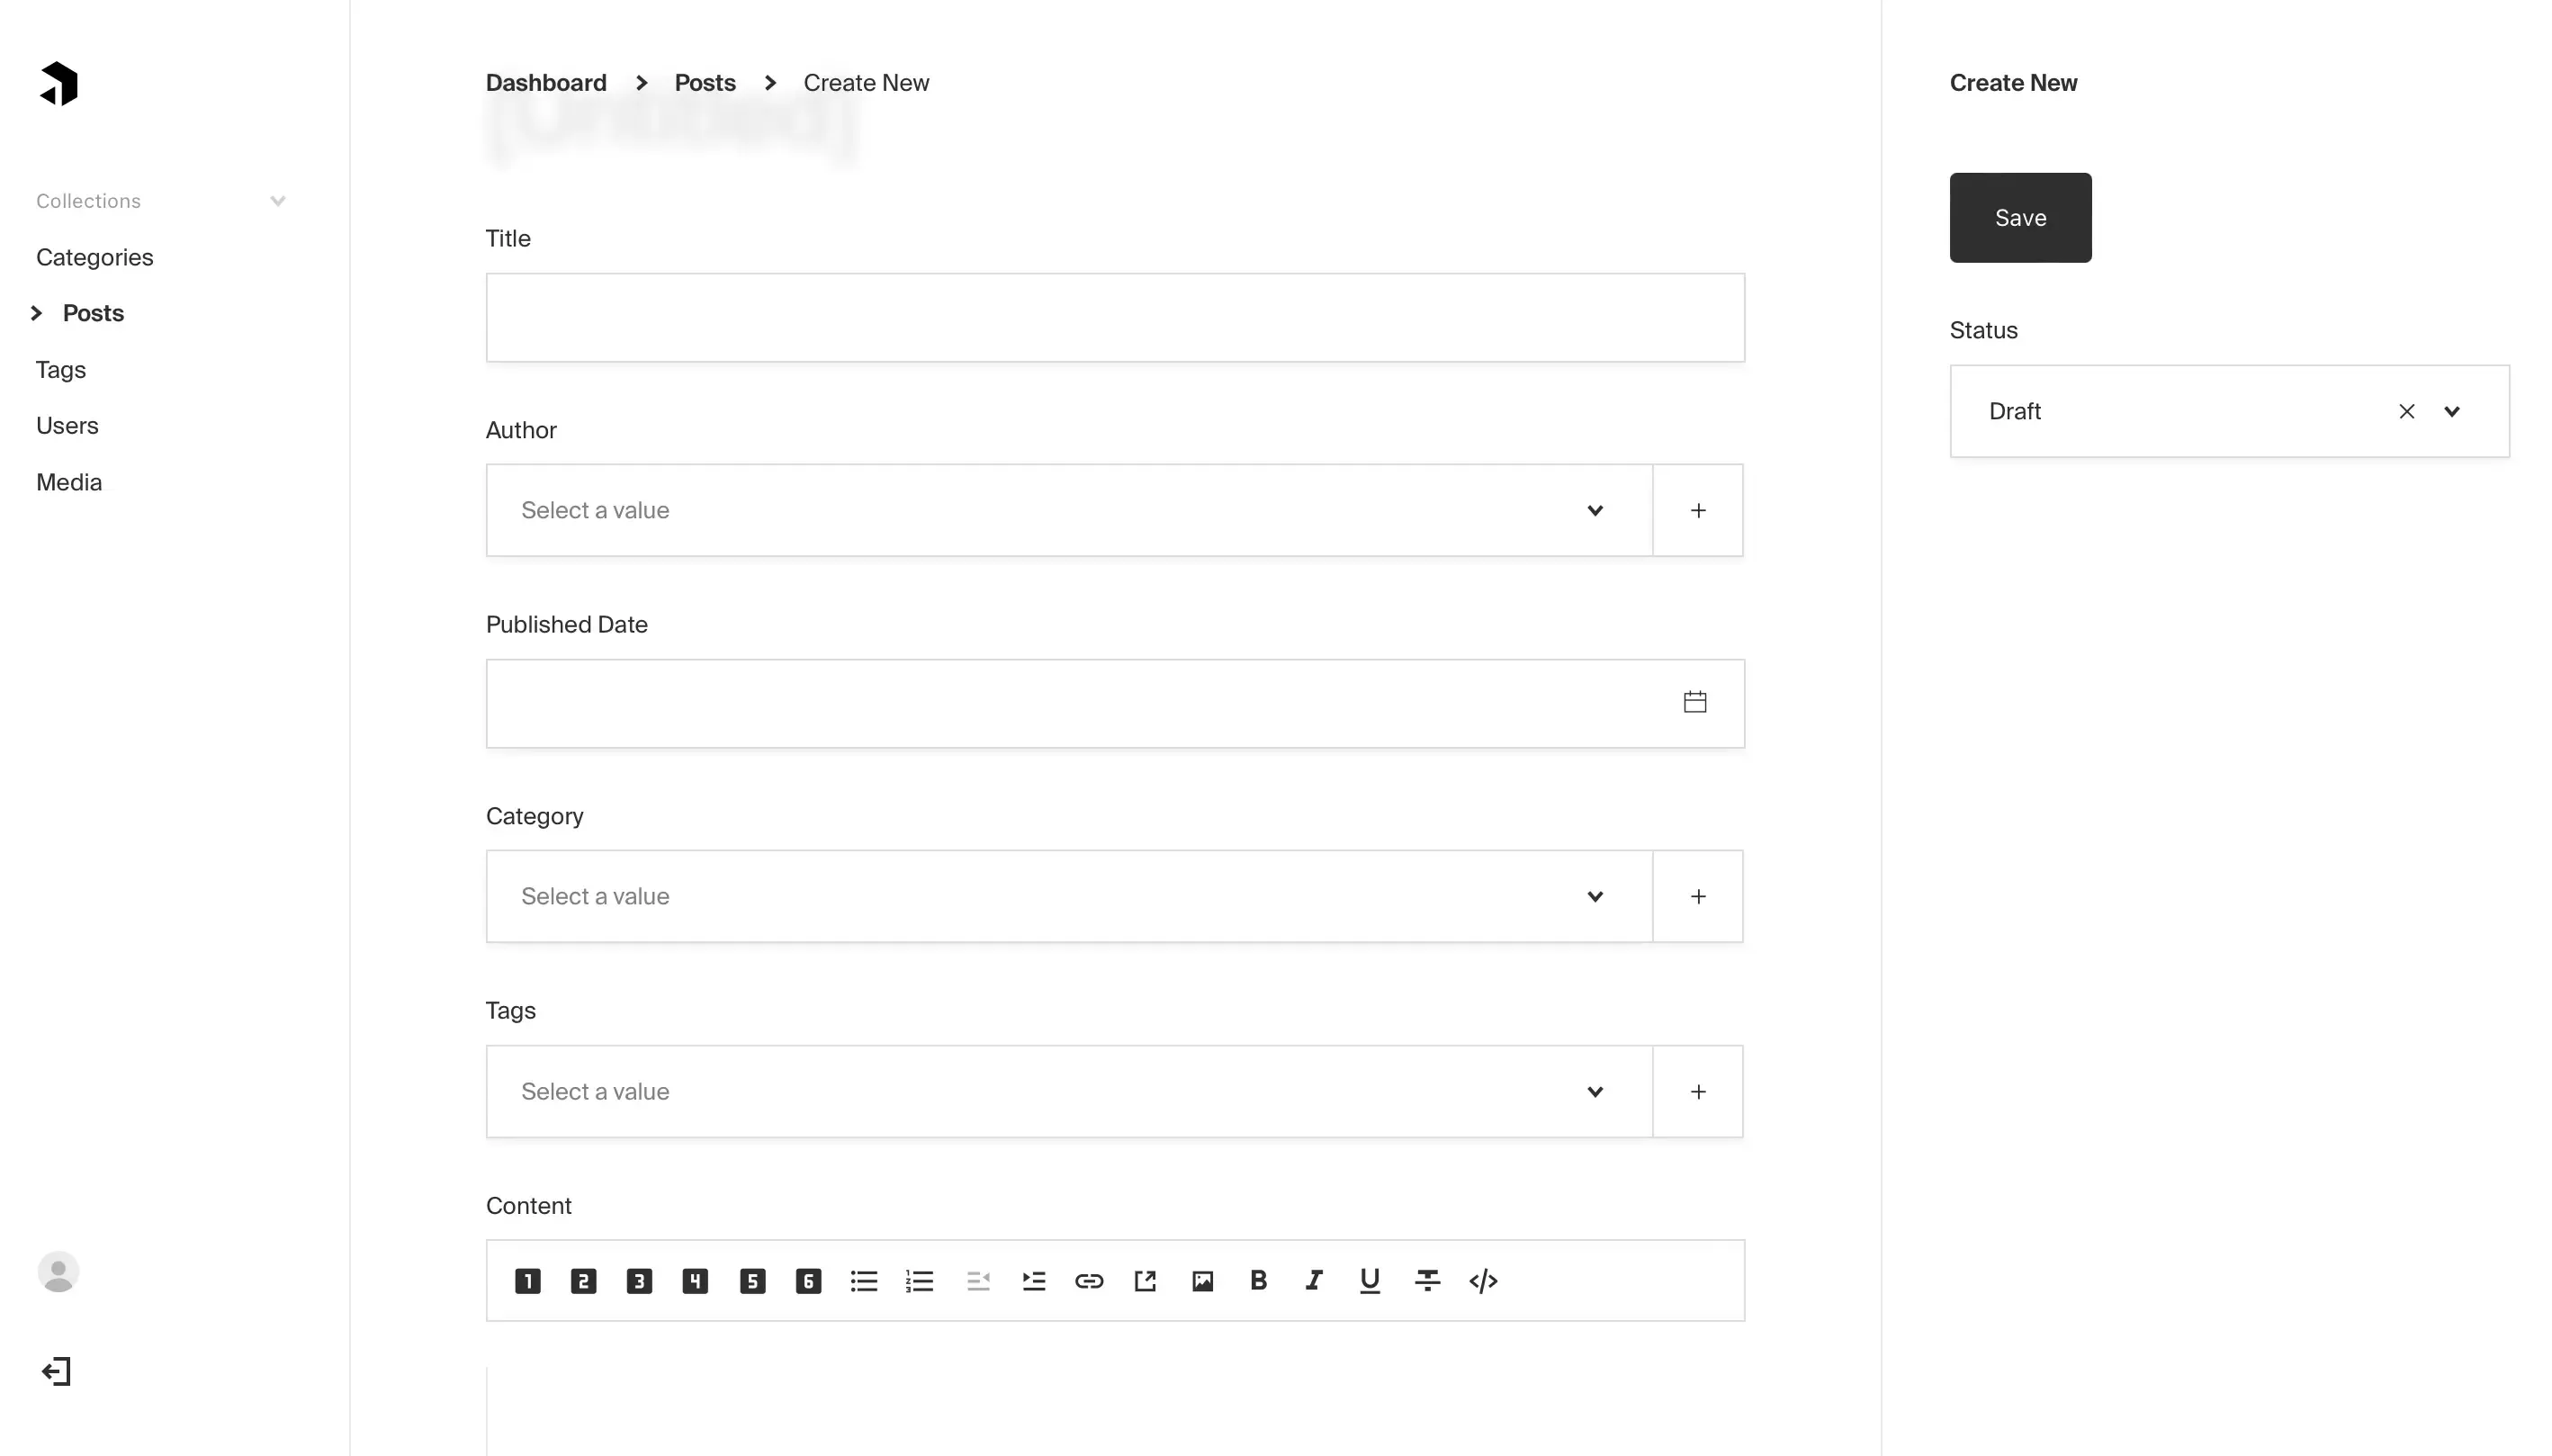 Dashboard Posts Create New
[Untitled]
Create New
Collections
Categories
Posts
Tags
Users
Media
Title
Author
Select a value
Published Date
Category
Select a value
Tags
Select a value
Content
1 2 3 4 5 6 B I U T </>
Save
Status
Draft